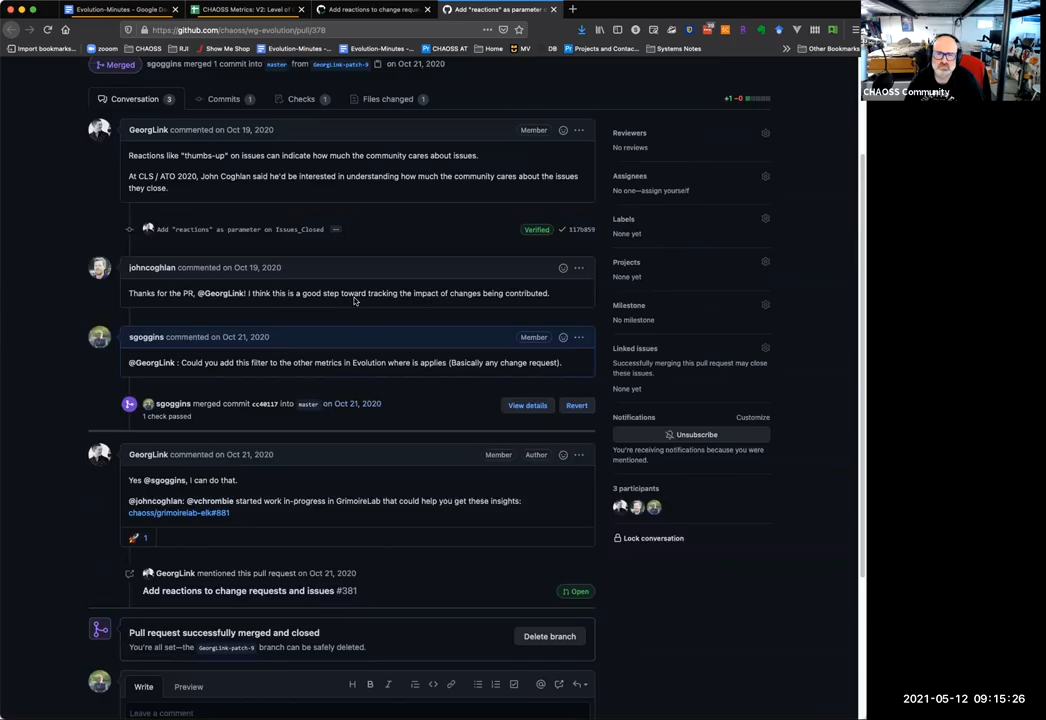 Evolution-Minutes - Google Do
CHAOSS Metrics: V2: Level of
Add reactions to change reque
Add "reactions" as parameter
https://github.com/chaoss/wg-evolution/pull/378
Import bookmarks...
zooom
CHAOSS
RJI
Show Me Shop
Evolution-Minutes -...
Evolution-Minutes -...
CHAOSS AT
Home
MV
DB
Projects and Contac...
Systems Notes
Other Bookmarks
CHAOSS Community
Merged
sgoggins merged 1 commit into master from GeorgLink-patch-9 on Oct 21, 2020
Conversation 3
Commits 1
Checks 1
Files changed 1
+1 −0
GeorgLink commented on Oct 19, 2020
Member
Reactions like "thumbs-up" on issues can indicate how much the community cares about issues.
At CLS / ATO 2020, John Coghlan said he'd be interested in understanding how much the community cares about the issues
they close.
Add "reactions" as parameter on Issues_Closed
Verified
117b859
johncoghlan commented on Oct 19, 2020
Thanks for the PR, @GeorgLink! I think this is a good step toward tracking the impact of changes being contributed.
sgoggins commented on Oct 21, 2020
Member
@GeorgLink : Could you add this filter to the other metrics in Evolution where is applies (Basically any change request).
sgoggins merged commit cc40117 into master on Oct 21, 2020
1 check passed
View details
Revert
GeorgLink commented on Oct 21, 2020
Member
Author
Yes @sgoggins, I can do that.
@johncoghlan: @vchrombie started work in-progress in GrimoireLab that could help you get these insights:
chaoss/grimoirelab-elk#881
1
GeorgLink mentioned this pull request on Oct 21, 2020
Add reactions to change requests and issues #381
Open
Pull request successfully merged and closed
You're all set—the GeorgLink-patch-9 branch can be safely deleted.
Delete branch
Write
Preview
Leave a comment
Reviewers
No reviews
Assignees
No one—assign yourself
Labels
None yet
Projects
None yet
Milestone
No milestone
Linked issues
Successfully merging this pull request may close
these issues.
None yet
Notifications
Customize
Unsubscribe
You're receiving notifications because you were
mentioned.
3 participants
Lock conversation
2021-05-12 09:15:26